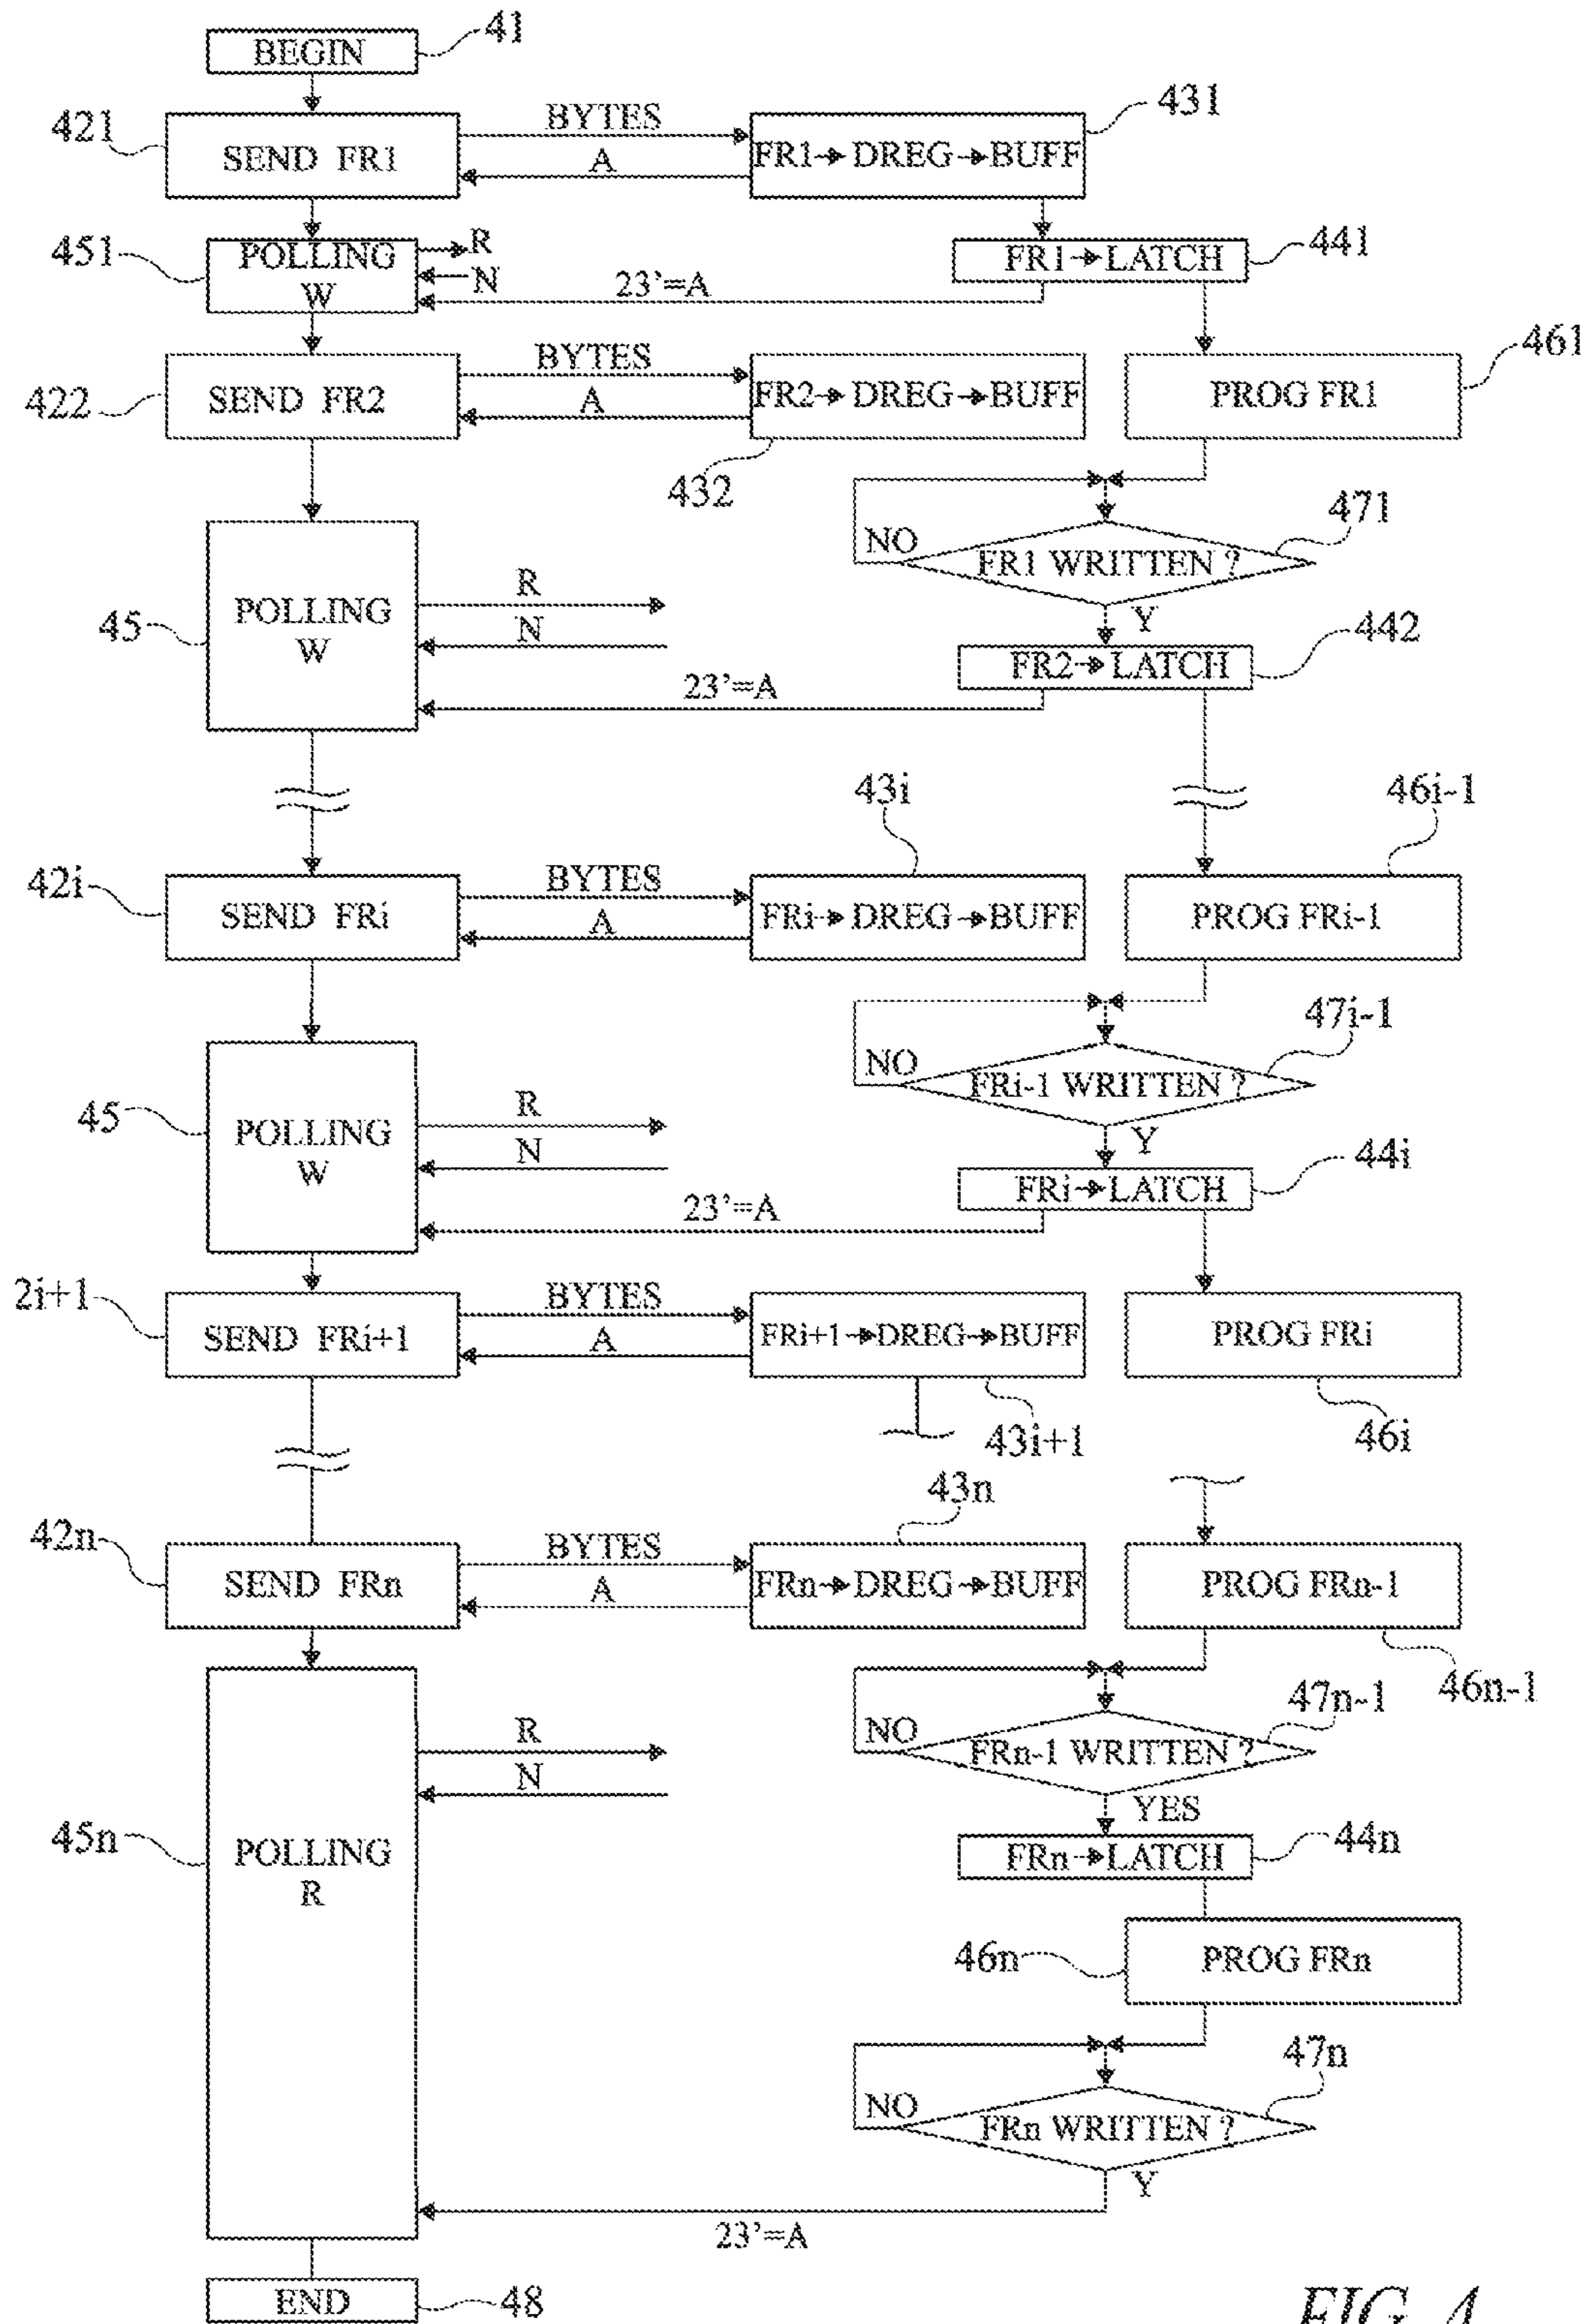 BEGIN 41
421 SEND FR1 BYTES A FR1→DREG→BUFF 431
451 POLLING W R N 23'=A FR1→LATCH 441
422 SEND FR2 BYTES A FR2→DREG→BUFF 432 PROG FR1 461
NO FR1 WRITTEN ? 471
45 POLLING W R N Y
23'=A FR2→LATCH 442
43i 46i-1
42i SEND FRi BYTES A FRi→DREG→BUFF PROG FRi-1
NO FRi-1 WRITTEN ? 47i-1
45 POLLING W R N Y
23'=A FRi→LATCH 44i
2i+1 SEND FRi+1 BYTES A FRi+1→DREG→BUFF PROG FRi
43i+1 46i
43n
42n SEND FRn BYTES A FRn→DREG→BUFF PROG FRn-1
46n-1
R N NO FRn-1 WRITTEN ? 47n-1
YES
45n POLLING R FRn→LATCH 44n
46n PROG FRn
NO FRn WRITTEN ? 47n
Y
23'=A
END 48
FIG. 4